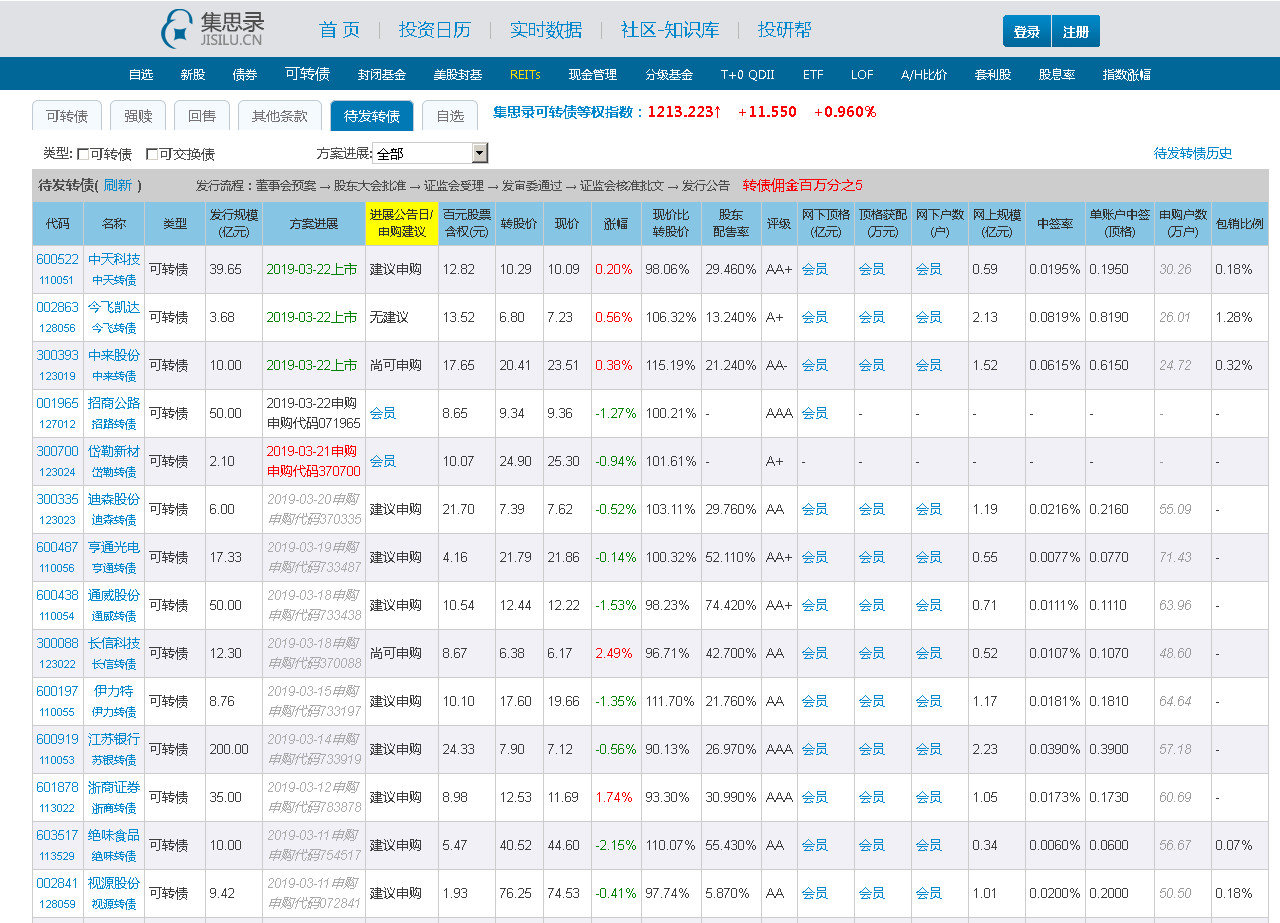 集思录
JISILU.CN
首 页
投资日历
实时数据
社区-知识库
投研帮
登录 注册
自选 新股 债券 可转债 封闭基金 美股封基 REITs 现金管理 分级基金 T+0 QDII ETF LOF A/H比价 套利股 股息率 指数涨幅
可转债 强赎 回售 其他条款 待发转债 自选 集思录可转债等权指数：1213.223↑ +11.550 +0.960%
类型: 可转债 可交换债 方案进展: 全部 待发转债历史
待发转债( 刷新 ) 发行流程：董事会预案 → 股东大会批准 → 证监会受理 → 发审委通过 → 证监会核准批文 → 发行公告 转债佣金百万分之5
代码 名称 类型 发行规模(亿元) 方案进展 进展公告日/申购建议 百元股票含权(元) 转股价 现价 涨幅 现价比转股价 股东配售率 评级 网下顶格(亿元) 顶格获配(万元) 网下户数(户) 网上规模(亿元) 中签率 单账户中签(顶格) 申购户数(万户) 包销比例
600522 中天科技 可转债 39.65 2019-03-22上市 建议申购 12.82 10.29 10.09 0.20% 98.06% 29.460% AA+ 会员 会员 会员 0.59 0.0195% 0.1950 30.26 0.18%
110051 中天转债
002863 今飞凯达 可转债 3.68 2019-03-22上市 无建议 13.52 6.80 7.23 0.56% 106.32% 13.240% A+ 会员 会员 会员 2.13 0.0819% 0.8190 26.01 1.28%
128056 今飞转债
300393 中来股份 可转债 10.00 2019-03-22上市 尚可申购 17.65 20.41 23.51 0.38% 115.19% 21.240% AA- 会员 会员 会员 1.52 0.0615% 0.6150 24.72 0.32%
123019 中来转债
001965 招商公路 可转债 50.00 2019-03-22申购 会员 8.65 9.34 9.36 -1.27% 100.21% - AAA 会员 - - - - - - -
127012 招路转债 申购代码071965
300700 岱勒新材 可转债 2.10 2019-03-21申购 会员 10.07 24.90 25.30 -0.94% 101.61% - A+ - - - - - - - -
123024 岱勒转债 申购代码370700
300335 迪森股份 可转债 6.00 2019-03-20申购 建议申购 21.70 7.39 7.62 -0.52% 103.11% 29.760% AA 会员 会员 会员 1.19 0.0216% 0.2160 55.09 -
123023 迪森转债 申购代码370335
600487 亨通光电 可转债 17.33 2019-03-19申购 建议申购 4.16 21.79 21.86 -0.14% 100.32% 52.110% AA+ 会员 会员 会员 0.55 0.0077% 0.0770 71.43 -
110056 亨通转债 申购代码733487
600438 通威股份 可转债 50.00 2019-03-18申购 建议申购 10.54 12.44 12.22 -1.53% 98.23% 74.420% AA+ 会员 会员 会员 0.71 0.0111% 0.1110 63.96 -
110054 通威转债 申购代码733438
300088 长信科技 可转债 12.30 2019-03-18申购 尚可申购 8.67 6.38 6.17 2.49% 96.71% 42.700% AA 会员 会员 会员 0.52 0.0107% 0.1070 48.60 -
123022 长信转债 申购代码370088
600197 伊力特 可转债 8.76 2019-03-15申购 建议申购 10.10 17.60 19.66 -1.35% 111.70% 21.760% AA 会员 会员 会员 1.17 0.0181% 0.1810 64.64 -
110055 伊力转债 申购代码733197
600919 江苏银行 可转债 200.00 2019-03-14申购 建议申购 24.33 7.90 7.12 -0.56% 90.13% 26.970% AAA 会员 会员 会员 2.23 0.0390% 0.3900 57.18 -
110053 苏银转债 申购代码733919
601878 浙商证券 可转债 35.00 2019-03-12申购 建议申购 8.98 12.53 11.69 1.74% 93.30% 30.990% AAA 会员 会员 会员 1.05 0.0173% 0.1730 60.69 -
113022 浙商转债 申购代码783878
603517 绝味食品 可转债 10.00 2019-03-11申购 建议申购 5.47 40.52 44.60 -2.15% 110.07% 55.430% AA 会员 会员 会员 0.34 0.0060% 0.0600 56.67 0.07%
113529 绝味转债 申购代码754517
002841 视源股份 可转债 9.42 2019-03-11申购 建议申购 1.93 76.25 74.53 -0.41% 97.74% 5.870% AA 会员 会员 会员 1.01 0.0200% 0.2000 50.50 0.18%
128059 视源转债 申购代码072841